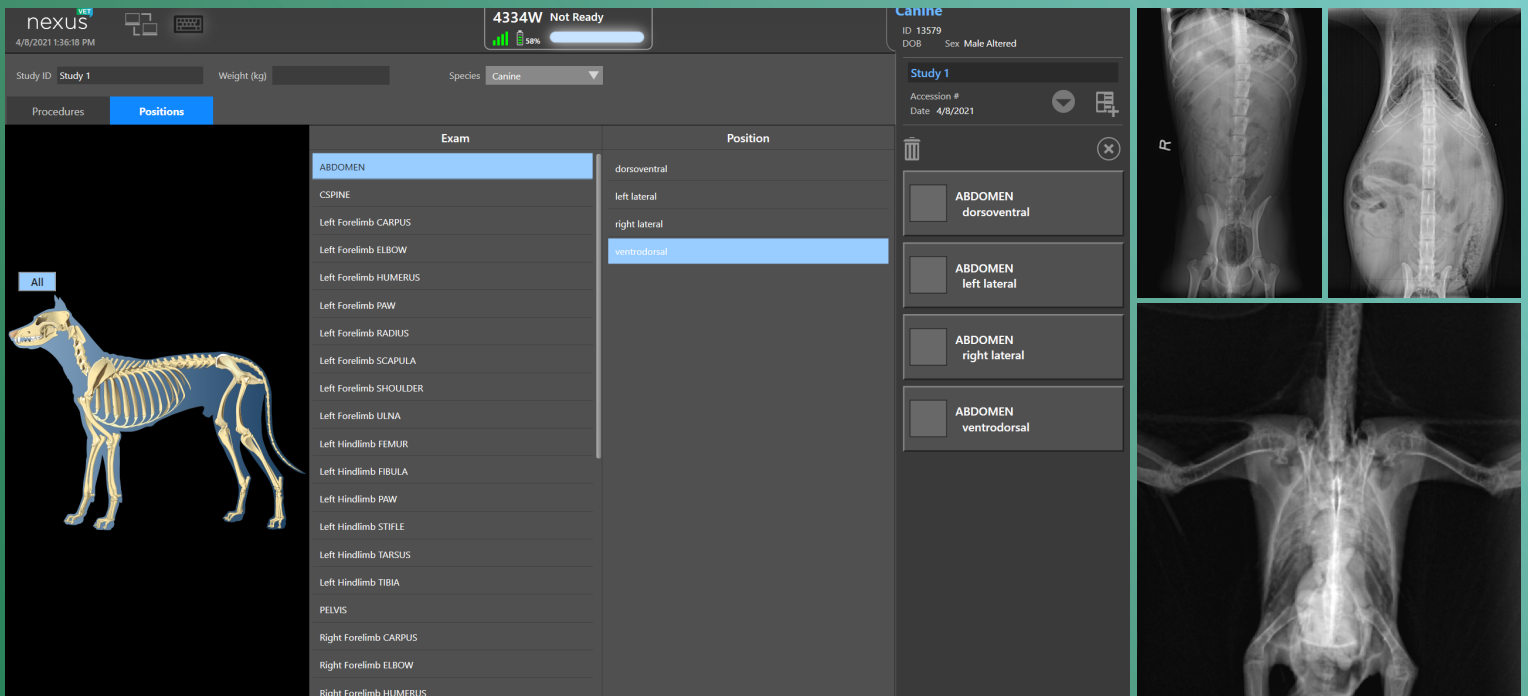 nexus VET
4/8/2021 1:36:18 PM
4334W Not Ready
58%
Canine
ID 13579
DOB Sex Male Altered
Study ID Study 1 Weight (kg) Species Canine
Procedures Positions
Study 1
Accession #
Date 4/8/2021
All
Exam
ABDOMEN
CSPINE
Left Forelimb CARPUS
Left Forelimb ELBOW
Left Forelimb HUMERUS
Left Forelimb PAW
Left Forelimb RADIUS
Left Forelimb SCAPULA
Left Forelimb SHOULDER
Left Forelimb ULNA
Left Hindlimb FEMUR
Left Hindlimb FIBULA
Left Hindlimb PAW
Left Hindlimb STIFLE
Left Hindlimb TARSUS
Left Hindlimb TIBIA
PELVIS
Right Forelimb CARPUS
Right Forelimb ELBOW
Right Forelimb HUMERUS
Position
dorsoventral
left lateral
right lateral
ventrodorsal
ABDOMEN
dorsoventral
ABDOMEN
left lateral
ABDOMEN
right lateral
ABDOMEN
ventrodorsal
R